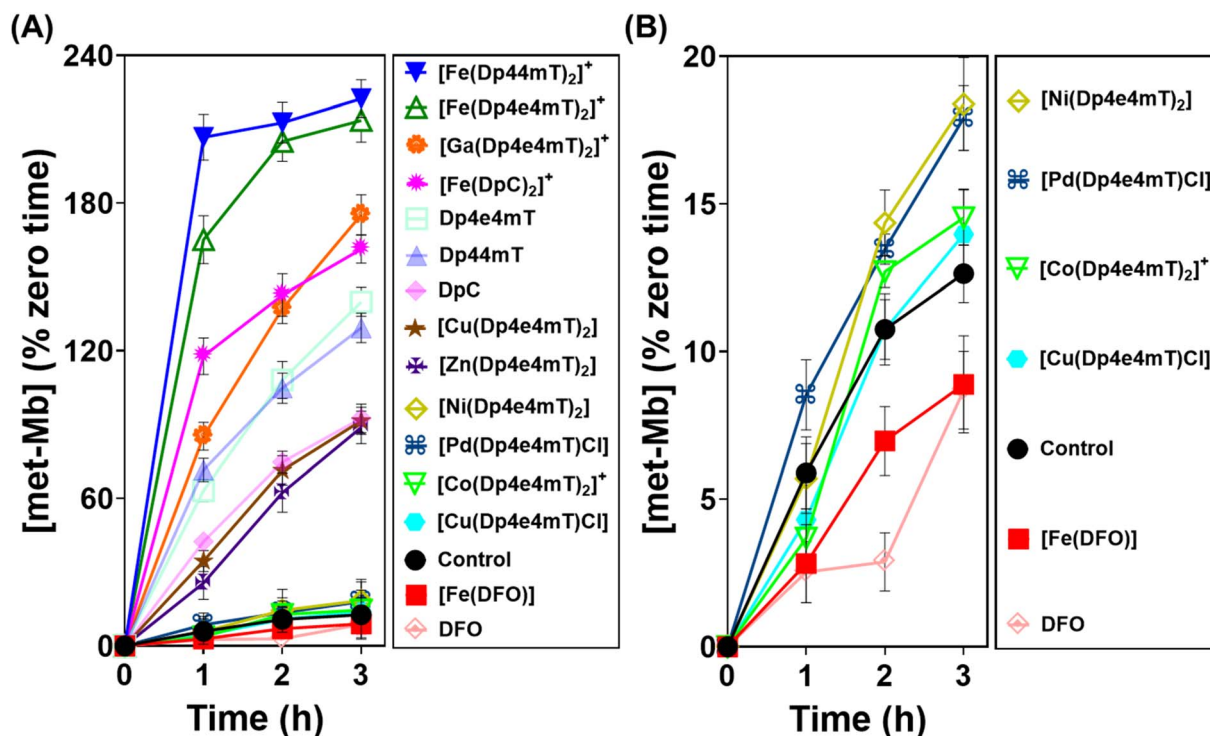 (A)
[met-Mb] (% zero time)
240
180
120
60
0
0 1 2 3
Time (h)
[Fe(Dp44mT)₂]⁺
[Fe(Dp4e4mT)₂]⁺
[Ga(Dp4e4mT)₂]⁺
[Fe(DpC)₂]⁺
Dp4e4mT
Dp44mT
DpC
[Cu(Dp4e4mT)₂]
[Zn(Dp4e4mT)₂]
[Ni(Dp4e4mT)₂]
[Pd(Dp4e4mT)Cl]
[Co(Dp4e4mT)₂]⁺
[Cu(Dp4e4mT)Cl]
Control
[Fe(DFO)]
DFO
(B)
[met-Mb] (% zero time)
20
15
10
5
0
0 1 2 3
Time (h)
[Ni(Dp4e4mT)₂]
[Pd(Dp4e4mT)Cl]
[Co(Dp4e4mT)₂]⁺
[Cu(Dp4e4mT)Cl]
Control
[Fe(DFO)]
DFO